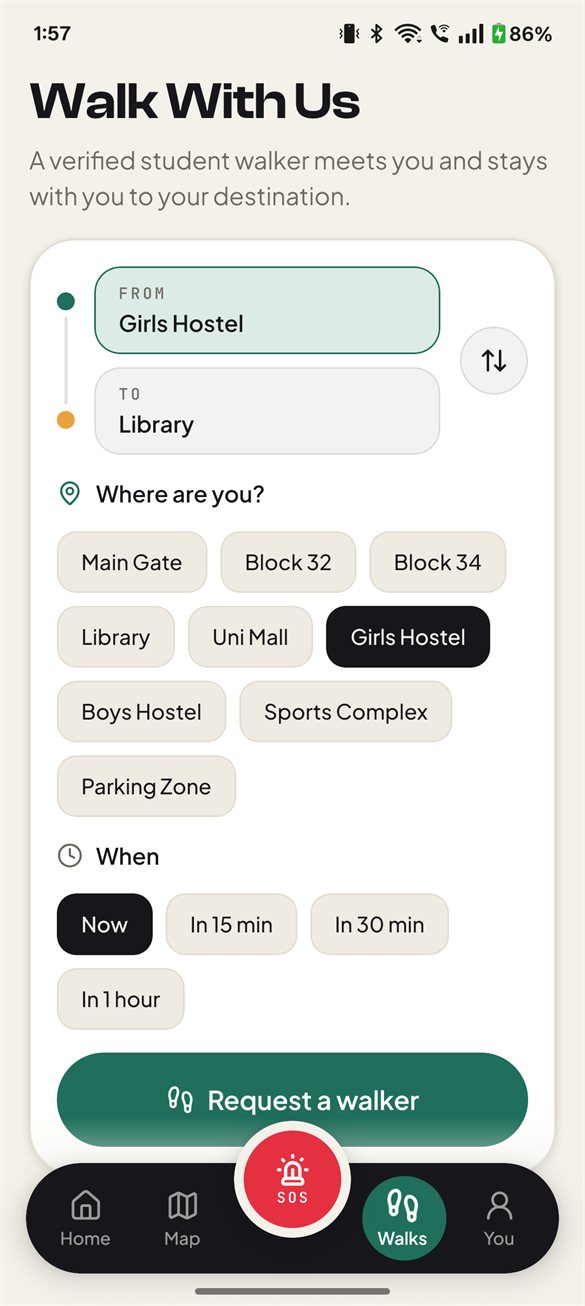 1:57
86%
Walk With Us
A verified student walker meets you and stays
with you to your destination.
FROM
Girls Hostel
TO
Library
Where are you?
Main Gate
Block 32
Block 34
Library
Uni Mall
Girls Hostel
Boys Hostel
Sports Complex
Parking Zone
When
Now
In 15 min
In 30 min
In 1 hour
Request a walker
Home
Map
SOS
Walks
You